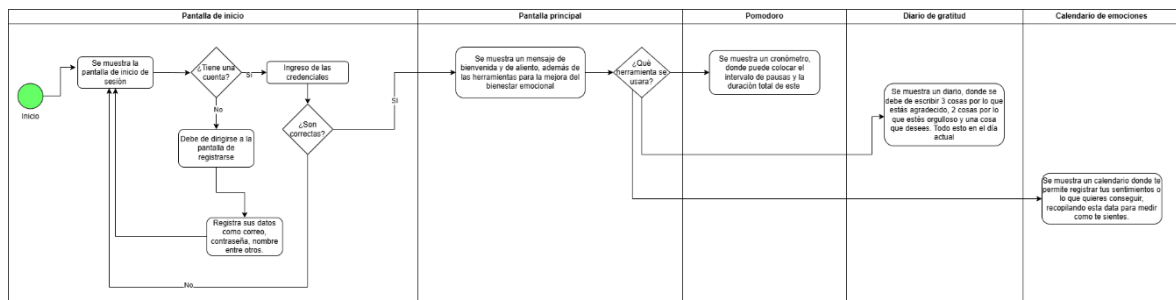 Pantalla de inicio
Pantalla principal
Pomodoro
Diario de gratitud
Calendario de emociones
Inicio
Se muestra la
pantalla de inicio de
sesión
¿Tiene una
cuenta?
Sí
Ingreso de las
credenciales
No
Debe de dirigirse a la
pantalla de
registrarse
Registra sus datos
como correo,
contraseña, nombre
entre otros.
¿Son
correctas?
Sí
No
Se muestra un mensaje de
bienvenida y de aliento, además de
las herramientas para la mejora del
bienestar emocional
¿Qué
herramienta se
usara?
Se muestra un cronómetro,
donde puede colocar el
intervalo de pausas y la
duración total de este
Se muestra un diario, donde se
debe de escribir 3 cosas por lo que
estás agradecido, 2 cosas por lo
que estés orgulloso y una cosa
que desees. Todo esto en el día
actual
Se muestra un calendario donde te
permite registrar tus sentimientos o
lo que quieres conseguir,
recopilando esta data para medir
como te sientes.